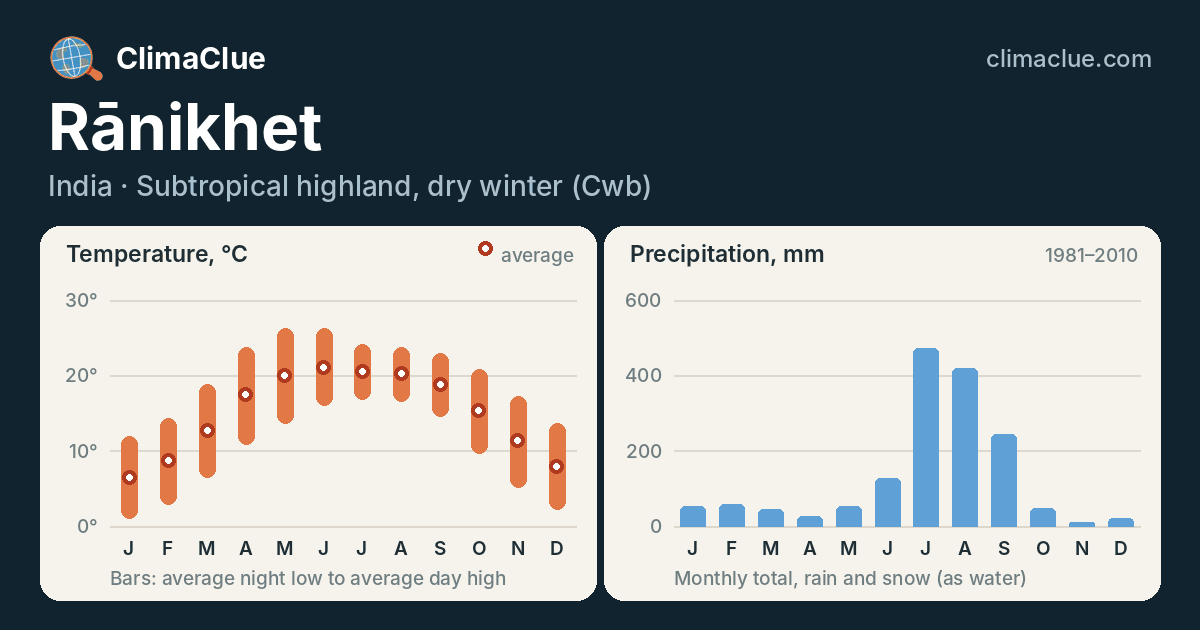 ClimaClue
climaclue.com
Rānikhet
India · Subtropical highland, dry winter (Cwb)
Temperature, °C
average
30°
20°
10°
0°
J F M A M J J A S O N D
Bars: average night low to average day high
Precipitation, mm
1981–2010
600
400
200
0
J F M A M J J A S O N D
Monthly total, rain and snow (as water)